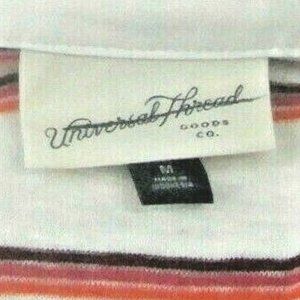 Universal Thread
GOODS
CO.
M
MADE IN
INDONESIA